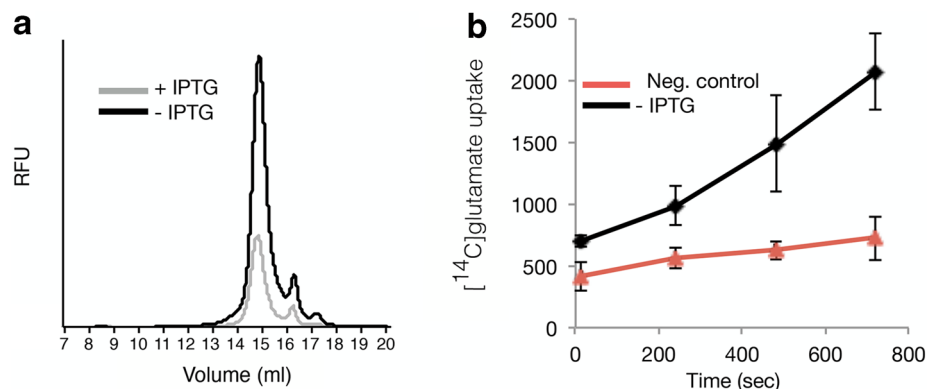 a
+ IPTG
- IPTG
RFU
7 8 9 10 11 12 13 14 15 16 17 18 19 20
Volume (ml)
b
2500
2000
1500
1000
500
0
[14C]glutamate uptake
Neg. control
- IPTG
0 200 400 600 800
Time (sec)